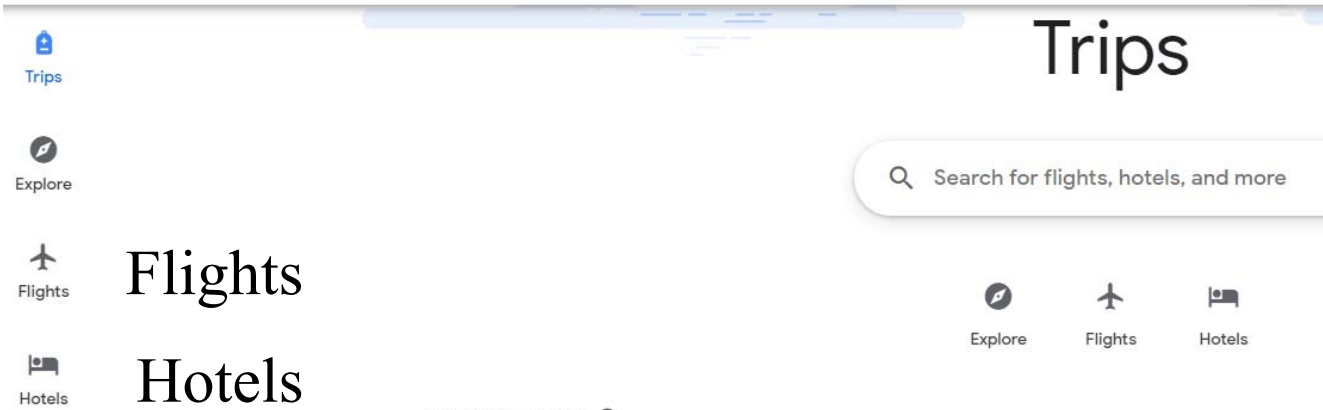 Trips
Trips
Explore
Search for flights, hotels, and more
Flights
Flights
Explore
Flights
Hotels
Hotels
Hotels